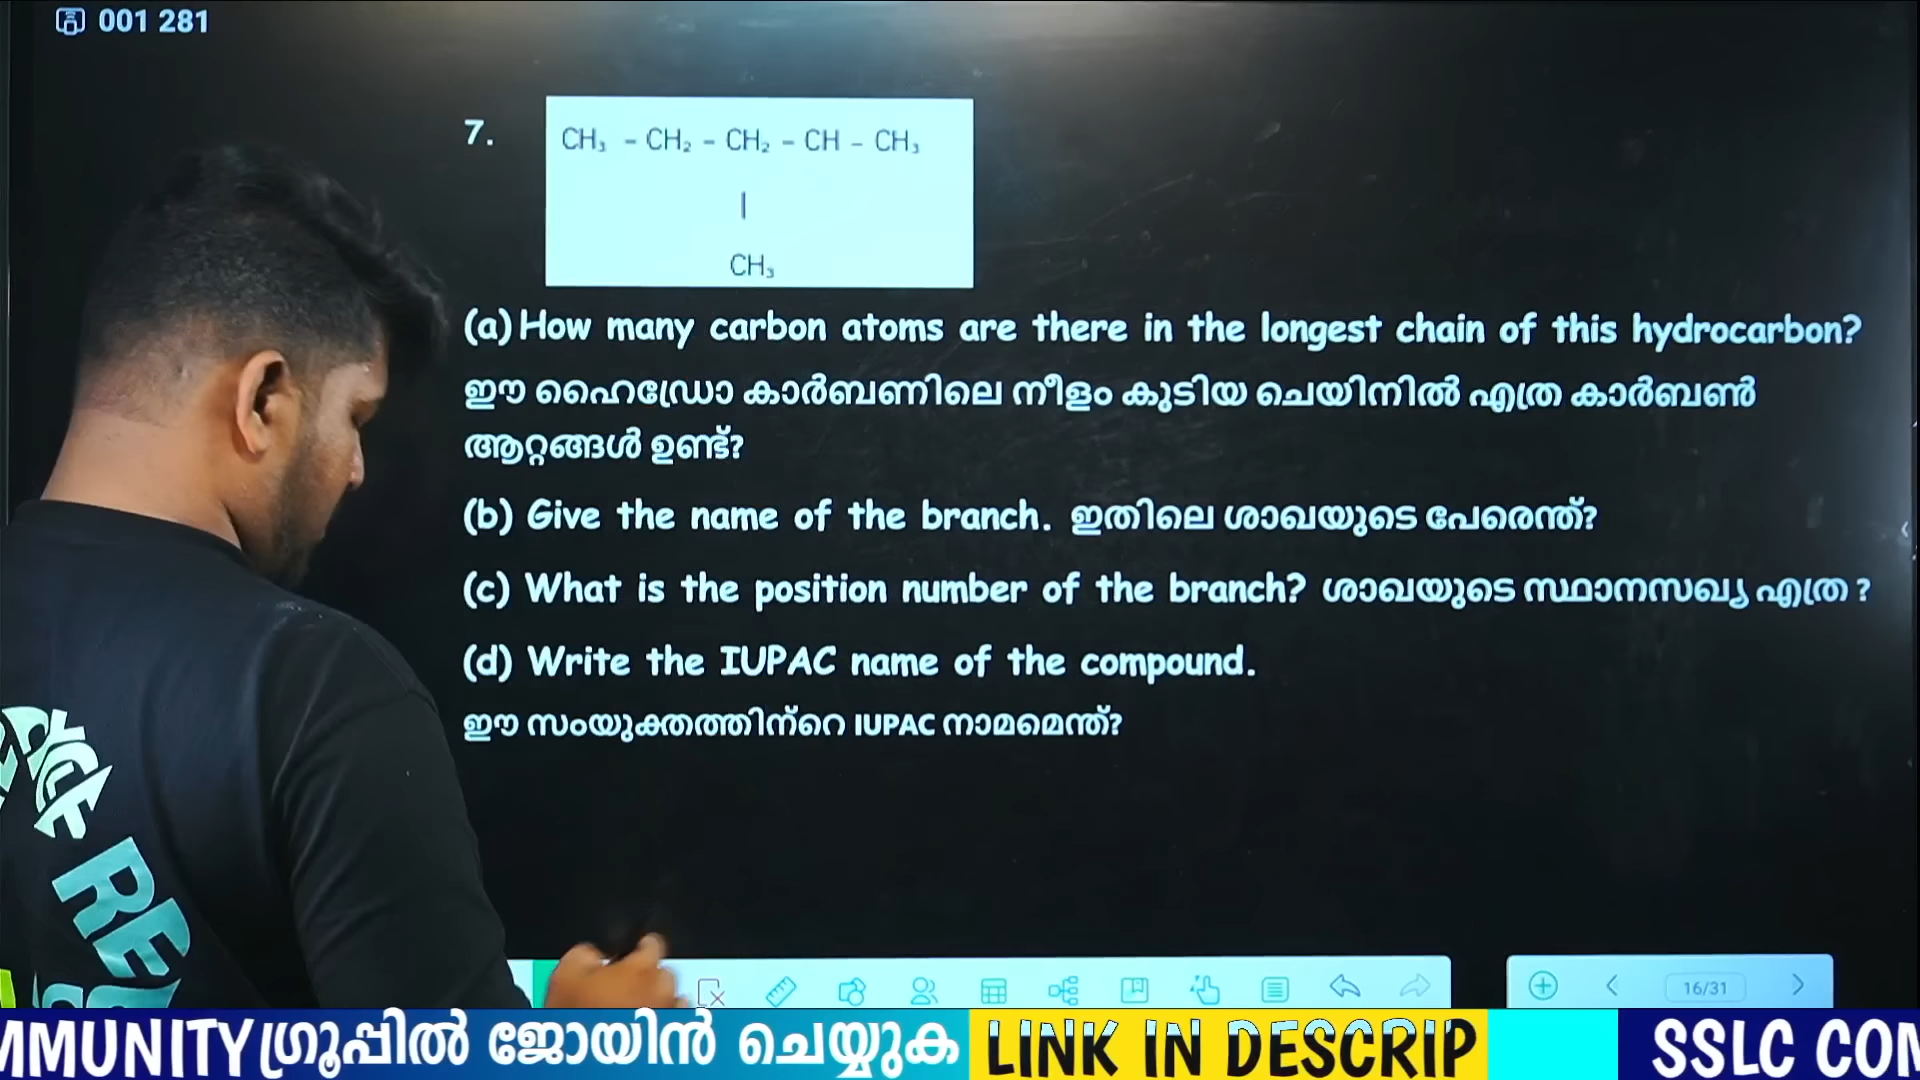 001 281
7.
CH₃ – CH₂ – CH₂ – CH – CH₃
|
CH₃
(a) How many carbon atoms are there in the longest chain of this hydrocarbon?
ഈ ഹൈഡ്രോ കാർബണിലെ നീളം കുടിയ ചെയിനിൽ എത്ര കാർബൺ
ആറ്റങ്ങൾ ഉണ്ട്?
(b) Give the name of the branch. ഇതിലെ ശാഖയുടെ പേരെന്ത്?
(c) What is the position number of the branch? ശാഖയുടെ സ്ഥാനസഖ്യ എത്ര ?
(d) Write the IUPAC name of the compound.
ഈ സംയുക്തത്തിന്റെ IUPAC നാമമെന്ത്?
RE
16/31
MMUNITY ഗ്രൂപ്പിൽ ജോയിൻ ചെയ്യുക LINK IN DESCRIP SSLC COM